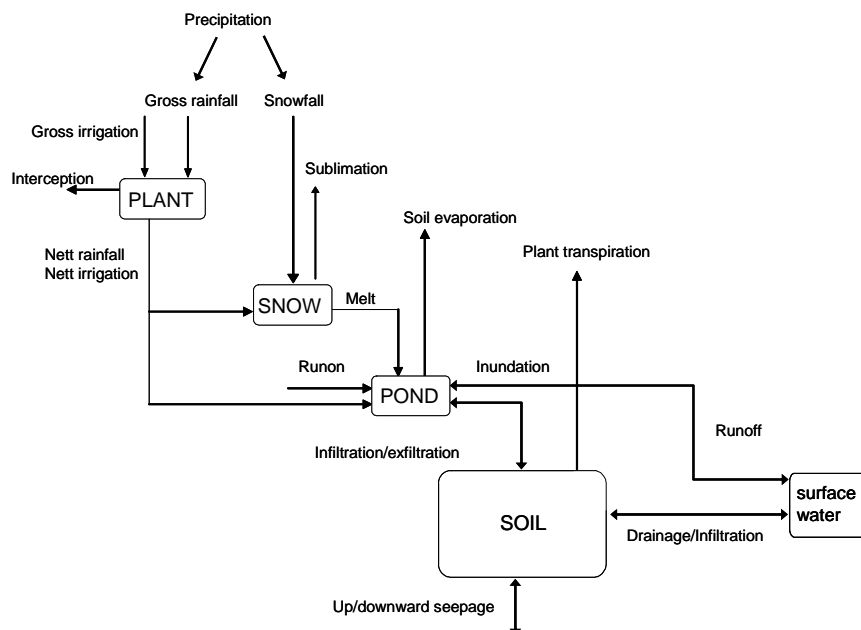 Precipitation
Gross rainfall
Snowfall
Gross irrigation
Sublimation
Interception
PLANT
Soil evaporation
Nett rainfall
Nett irrigation
Plant transpiration
SNOW
Melt
Runon
Inundation
POND
Runoff
Infiltration/exfiltration
surface
water
SOIL
Drainage/Infiltration
Up/downward seepage